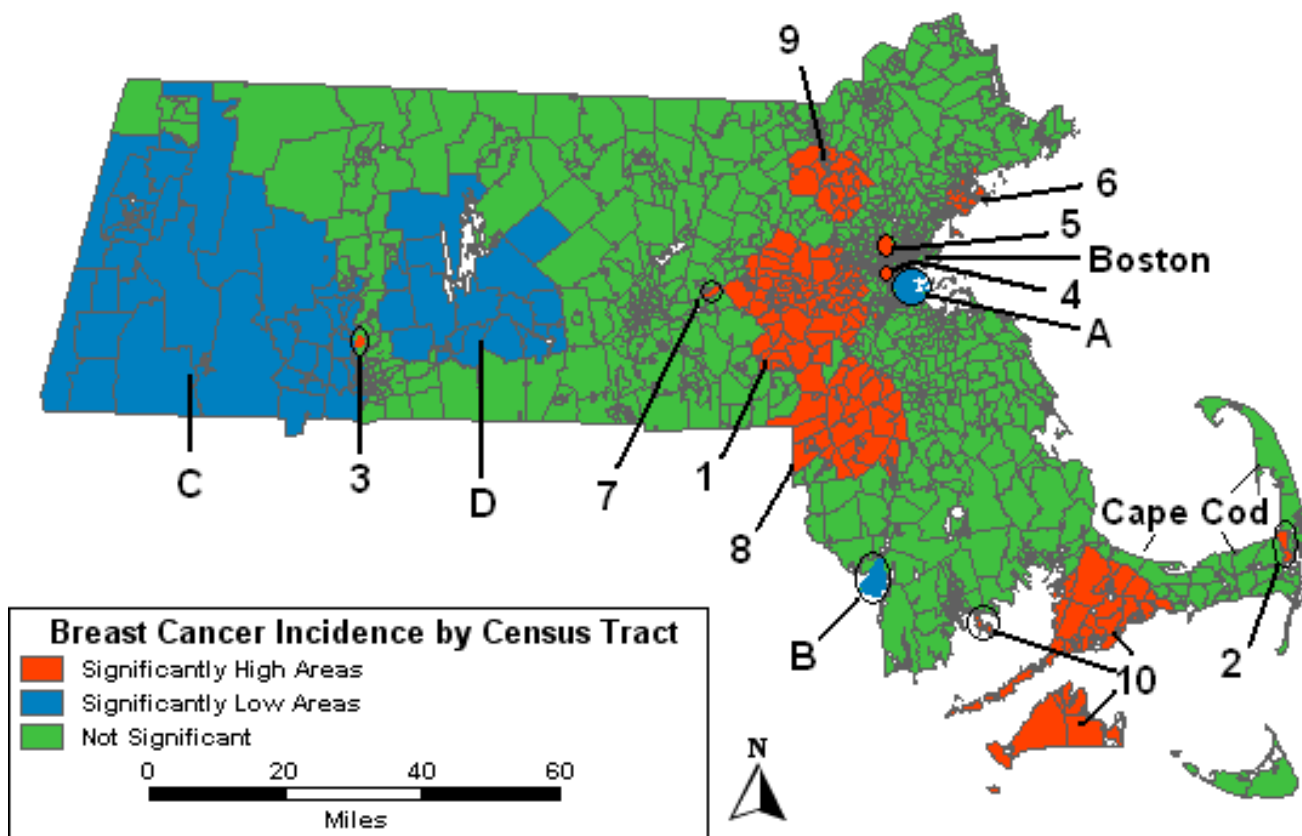 9
6
5
Boston
4
A
C
3
D
7
1
8
Cape Cod
B
10
2
Breast Cancer Incidence by Census Tract
Significantly High Areas
Significantly Low Areas
Not Significant
0 20 40 60
Miles
N